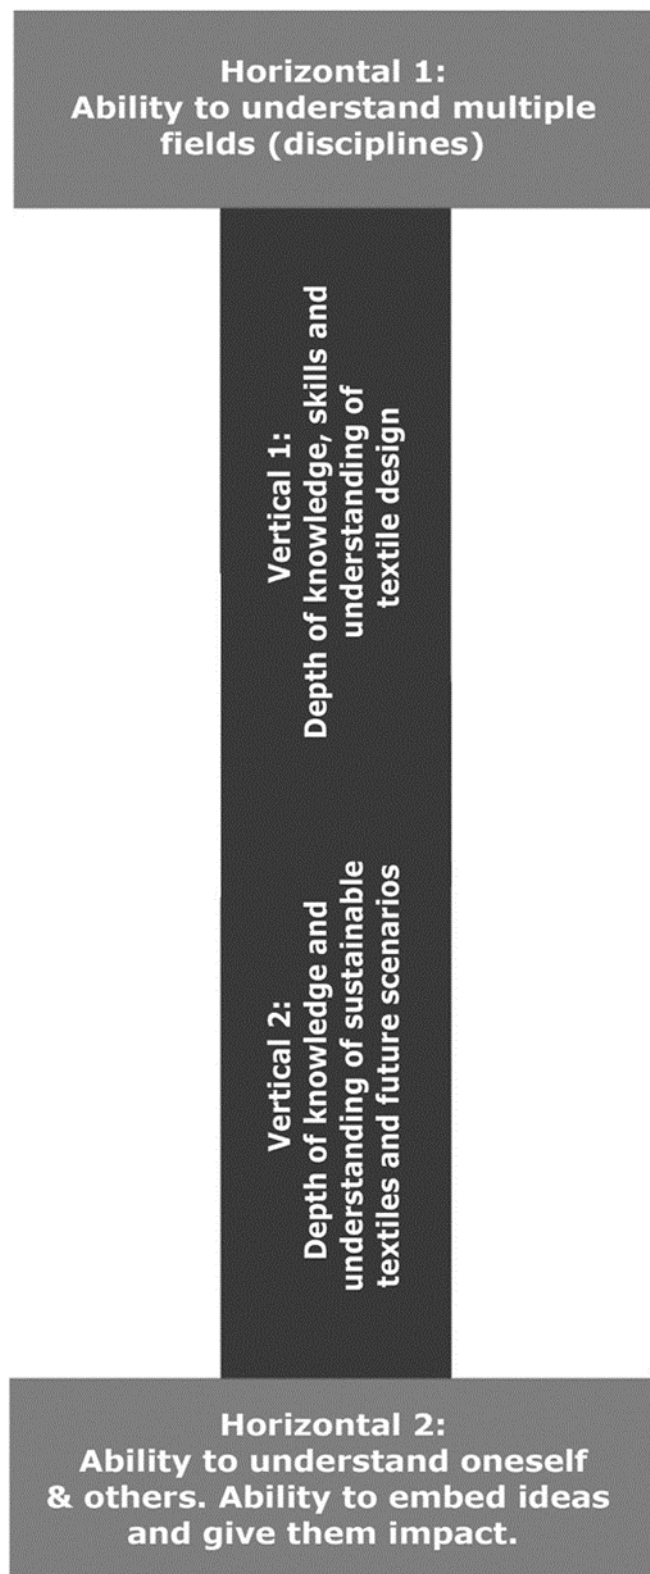 Horizontal 1:
Ability to understand multiple
fields (disciplines)
Vertical 1:
Depth of knowledge, skills and
understanding of
textile design
Vertical 2:
Depth of knowledge and
understanding of sustainable
textiles and future scenarios
Horizontal 2:
Ability to understand oneself
& others. Ability to embed ideas
and give them impact.